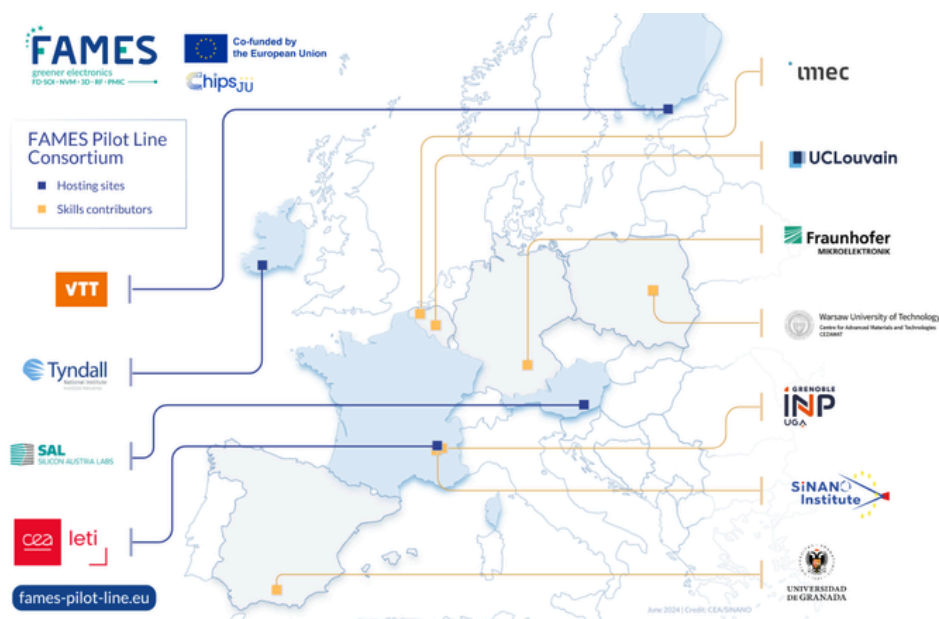 FAMES
greener electronics
FD-SOI • NVM • 3D • RF • PMIC
Co-funded by
the European Union
Chips JU
FAMES Pilot Line
Consortium
Hosting sites
Skills contributors
VTT
Tyndall
National Institute
SAL
SILICON AUSTRIA LABS
cea leti
fames-pilot-line.eu
imec
UCLouvain
Fraunhofer
MIKROELEKTRONIK
Warsaw University of Technology
Centre for Advanced Materials and Technologies
CEZAMAT
GRENOBLE
INP
UGA
SiNANO
Institute
UNIVERSIDAD
DE GRANADA
June 2024 | Credit: CEA/SINANO